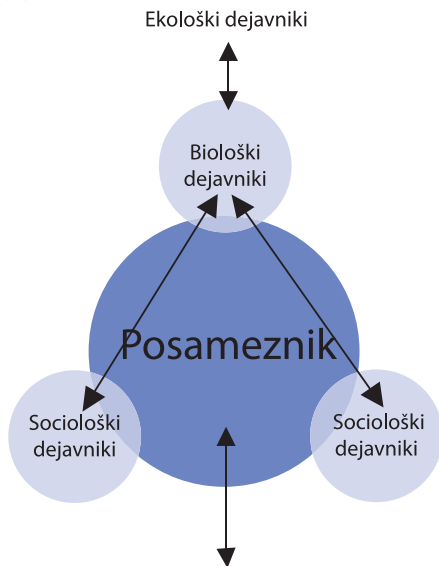 Ekološki dejavniki
Biološki
dejavniki
Posameznik
Sociološki
dejavniki
Sociološki
dejavniki